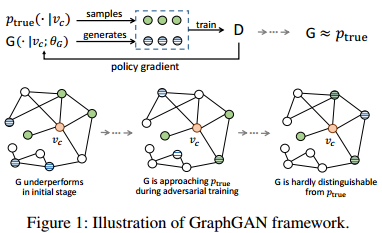 p_true(·|v_c) samples
train
D
G ≈ p_true
G(·|v_c; θ_G) generates
policy gradient
v_c
v_c
v_c
G underperforms
in initial stage
G is approaching p_true
during adversarial training
G is hardly distinguishable
from p_true
Figure 1: Illustration of GraphGAN framework.